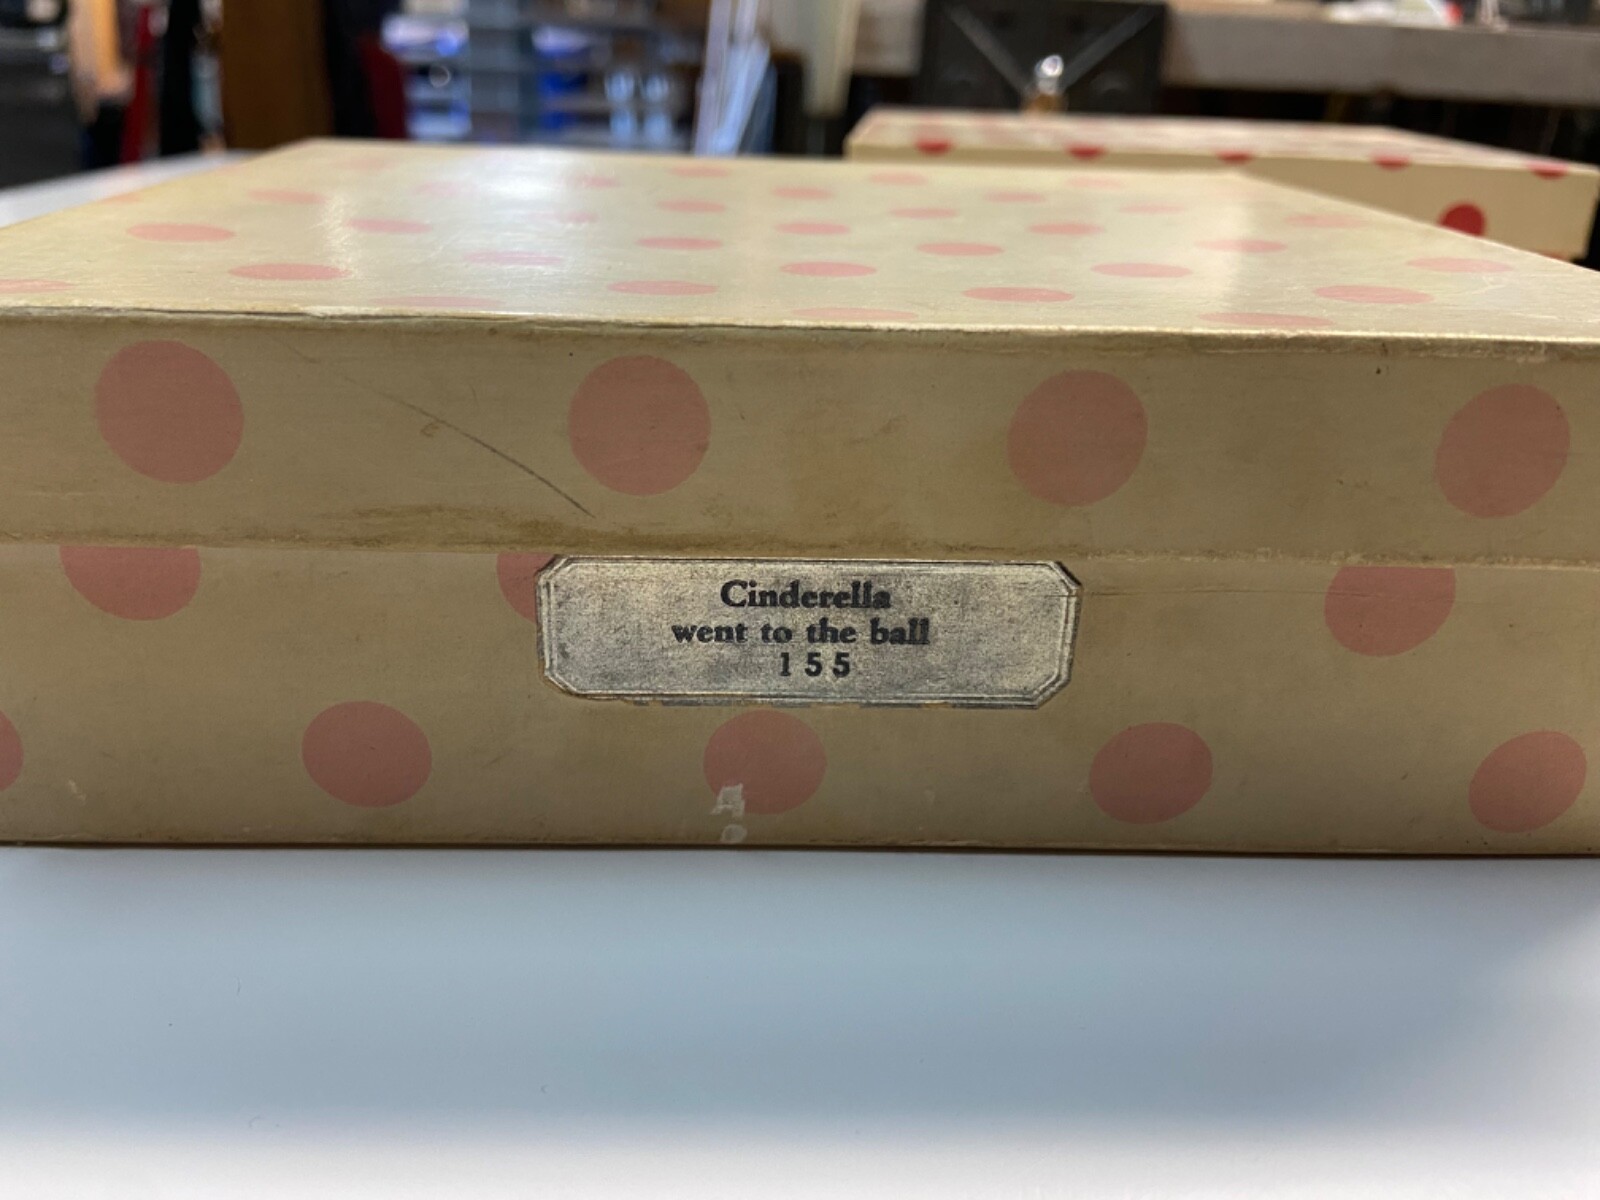 Cinderella
went to the ball
155